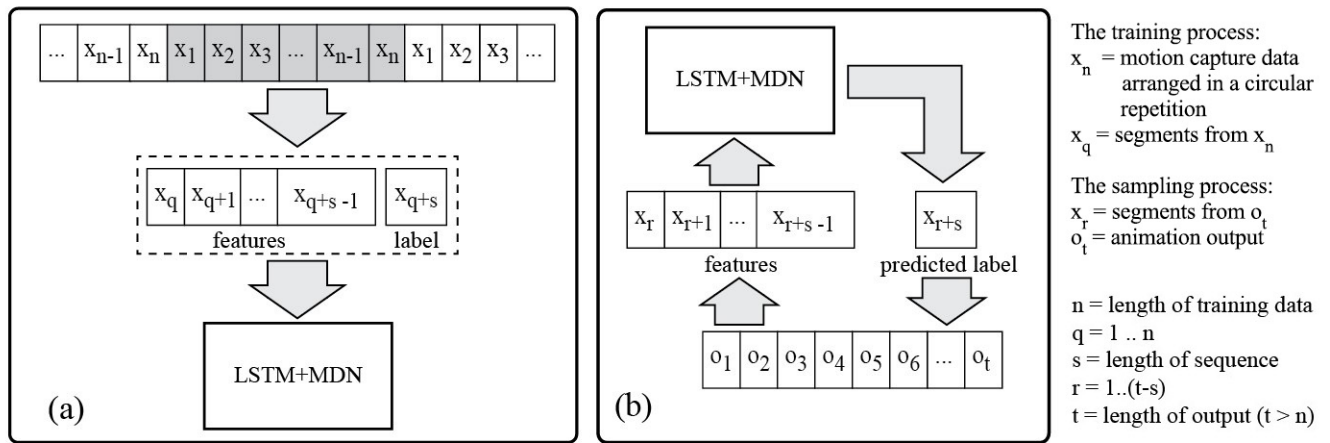 ... x_{n-1} x_n x_1 x_2 x_3 ... x_{n-1} x_n x_1 x_2 x_3 ...
x_q x_{q+1} ... x_{q+s-1} x_{q+s}
features label
LSTM+MDN
(a)
LSTM+MDN
x_r x_{r+1} ... x_{r+s-1} x_{r+s}
features predicted label
o_1 o_2 o_3 o_4 o_5 o_6 ... o_t
(b)
The training process:
x_n = motion capture data
arranged in a circular
repetition
x_q = segments from x_n
The sampling process:
x_r = segments from o_t
o_t = animation output
n = length of training data
q = 1 .. n
s = length of sequence
r = 1..(t-s)
t = length of output (t > n)